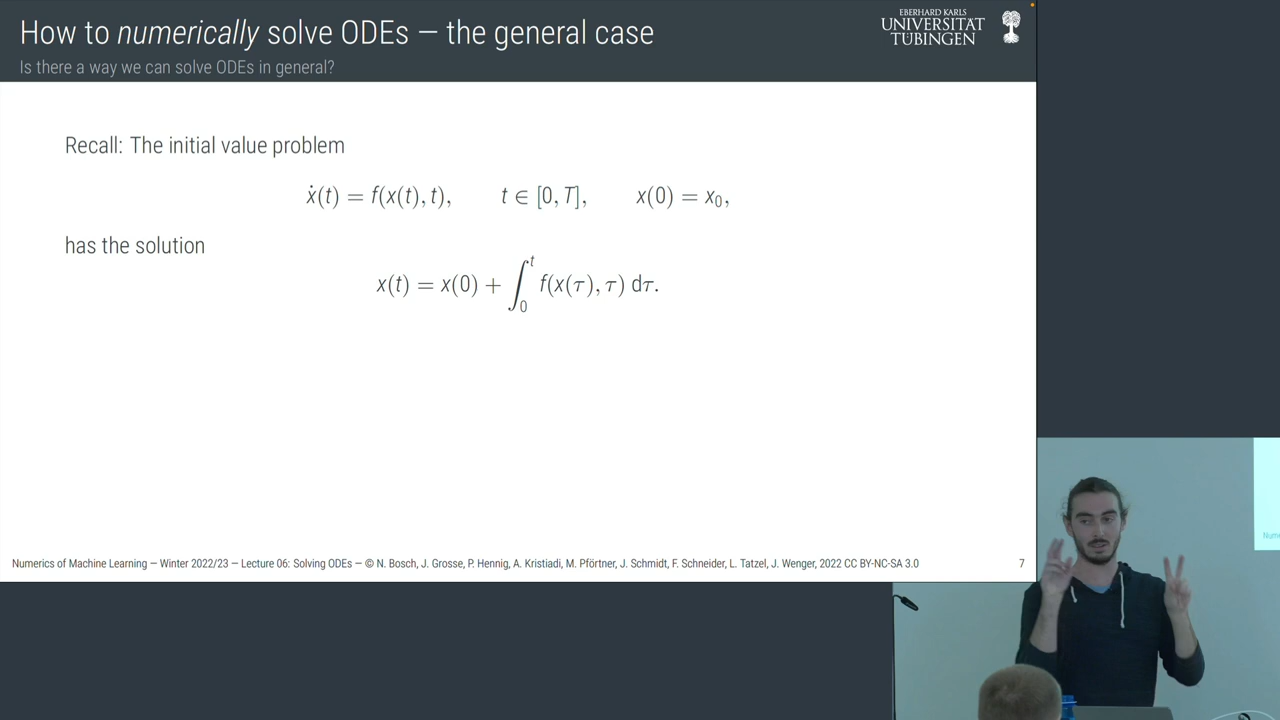 How to numerically solve ODEs — the general case
Is there a way we can solve ODEs in general?
EBERHARD KARLS
UNIVERSITÄT
TÜBINGEN
Recall: The initial value problem
ẋ(t) = f(x(t), t),   t ∈ [0, T],   x(0) = x₀,
has the solution
x(t) = x(0) + ∫₀ᵗ f(x(τ), τ) dτ.
Numerics of Machine Learning — Winter 2022/23 — Lecture 06: Solving ODEs — © N. Bosch, J. Grosse, P. Hennig, A. Kristiadi, M. Pförtner, J. Schmidt, F. Schneider, L. Tatzel, J. Wenger, 2022 CC BY-NC-SA 3.0
7